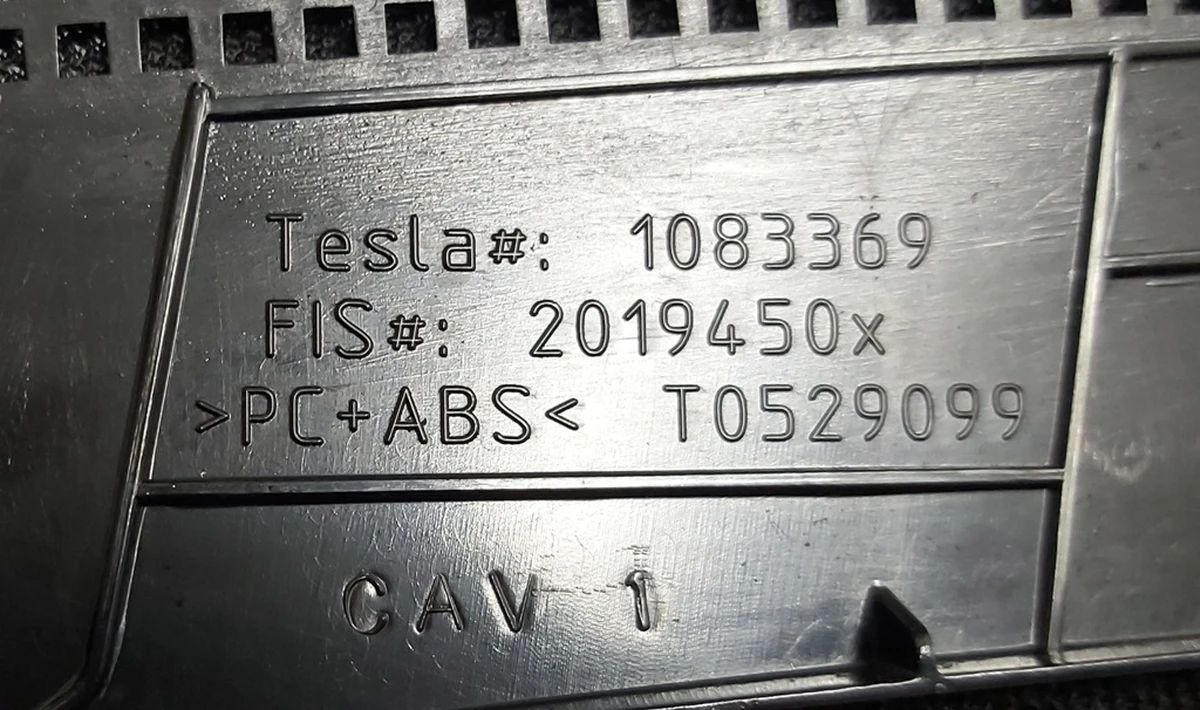 Tesla#: 1083369
FIS#: 2019450x
>PC+ABS< T0529099
CAV 1